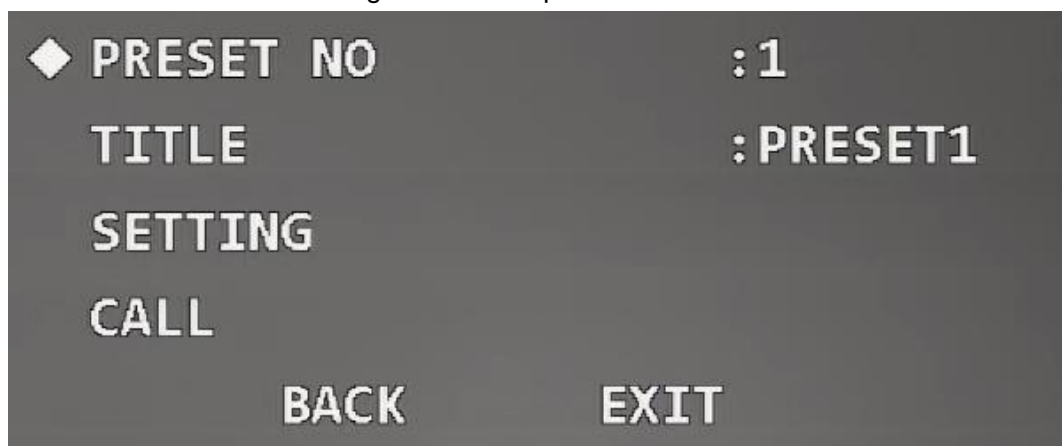 PRESET NO :1
TITLE :PRESET1
SETTING
CALL
BACK EXIT